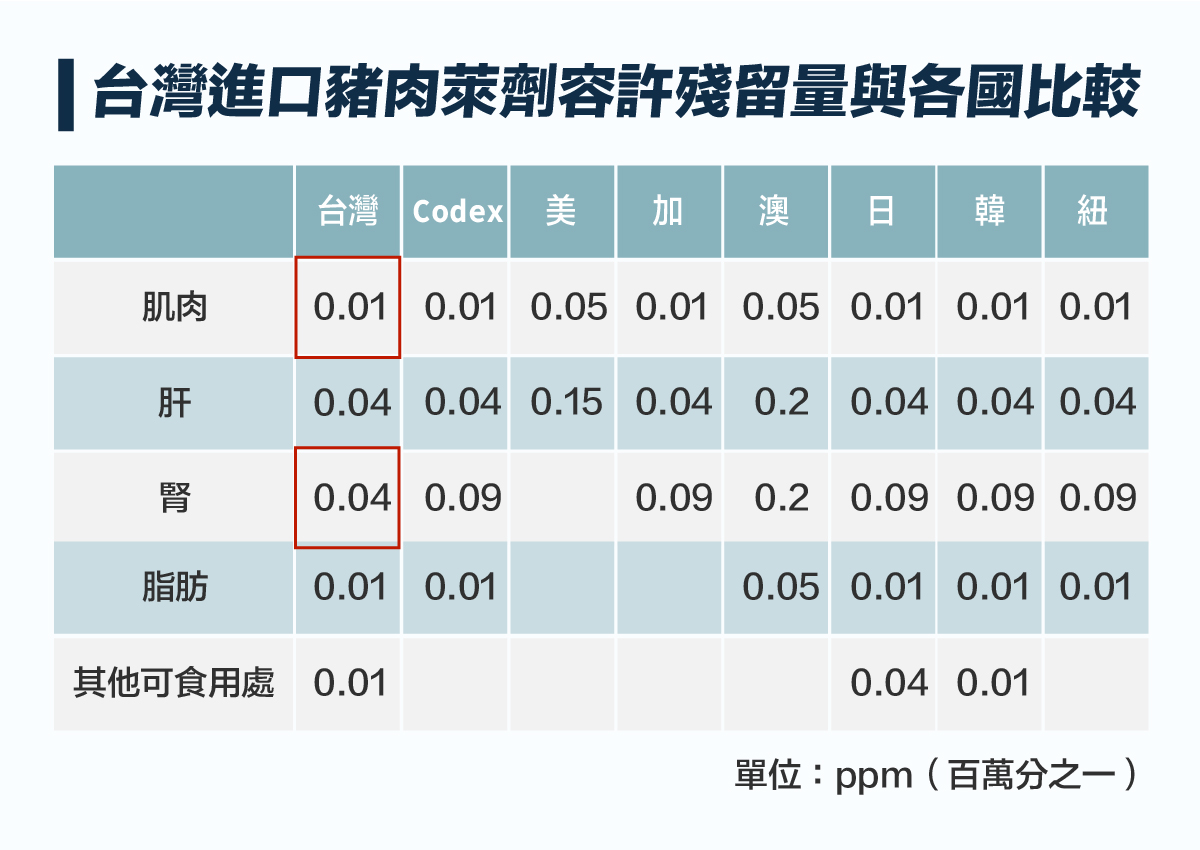 台灣進口豬肉萊劑容許殘留量與各國比較
台灣 Codex 美 加 澳 日 韓 紐
肌肉 0.01 0.01 0.05 0.01 0.05 0.01 0.01 0.01
肝 0.04 0.04 0.15 0.04 0.2 0.04 0.04 0.04
腎 0.04 0.09 0.09 0.2 0.09 0.09 0.09
脂肪 0.01 0.01 0.05 0.01 0.01 0.01
其他可食用處 0.01 0.04 0.01
單位：ppm（百萬分之一）